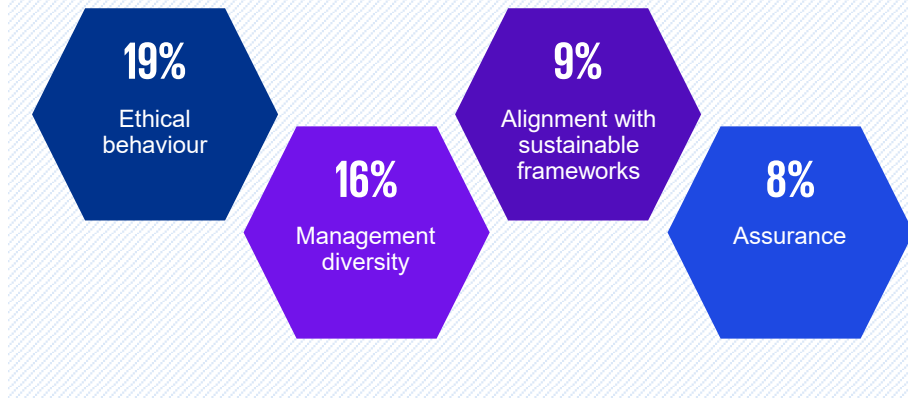 19%
Ethical
behaviour
16%
Management
diversity
9%
Alignment with
sustainable
frameworks
8%
Assurance